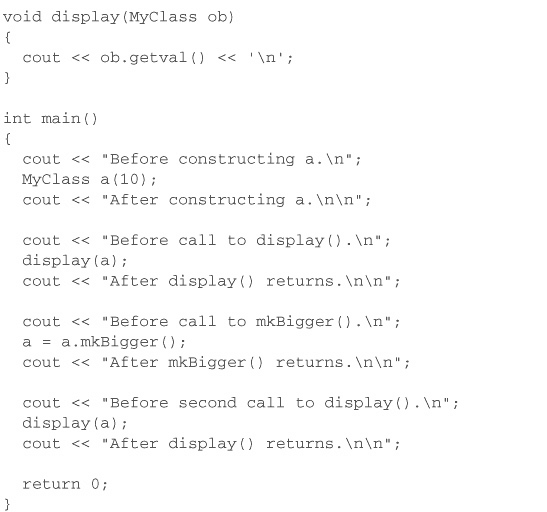 void display(MyClass ob)
{
  cout << ob.getval() << '\n';
}

int main()
{
  cout << "Before constructing a.\n";
  MyClass a(10);
  cout << "After constructing a.\n\n";

  cout << "Before call to display().\n";
  display(a);
  cout << "After display() returns.\n\n";

  cout << "Before call to mkBigger().\n";
  a = a.mkBigger();
  cout << "After mkBigger() returns.\n\n";

  cout << "Before second call to display().\n";
  display(a);
  cout << "After display() returns.\n\n";

  return 0;
}